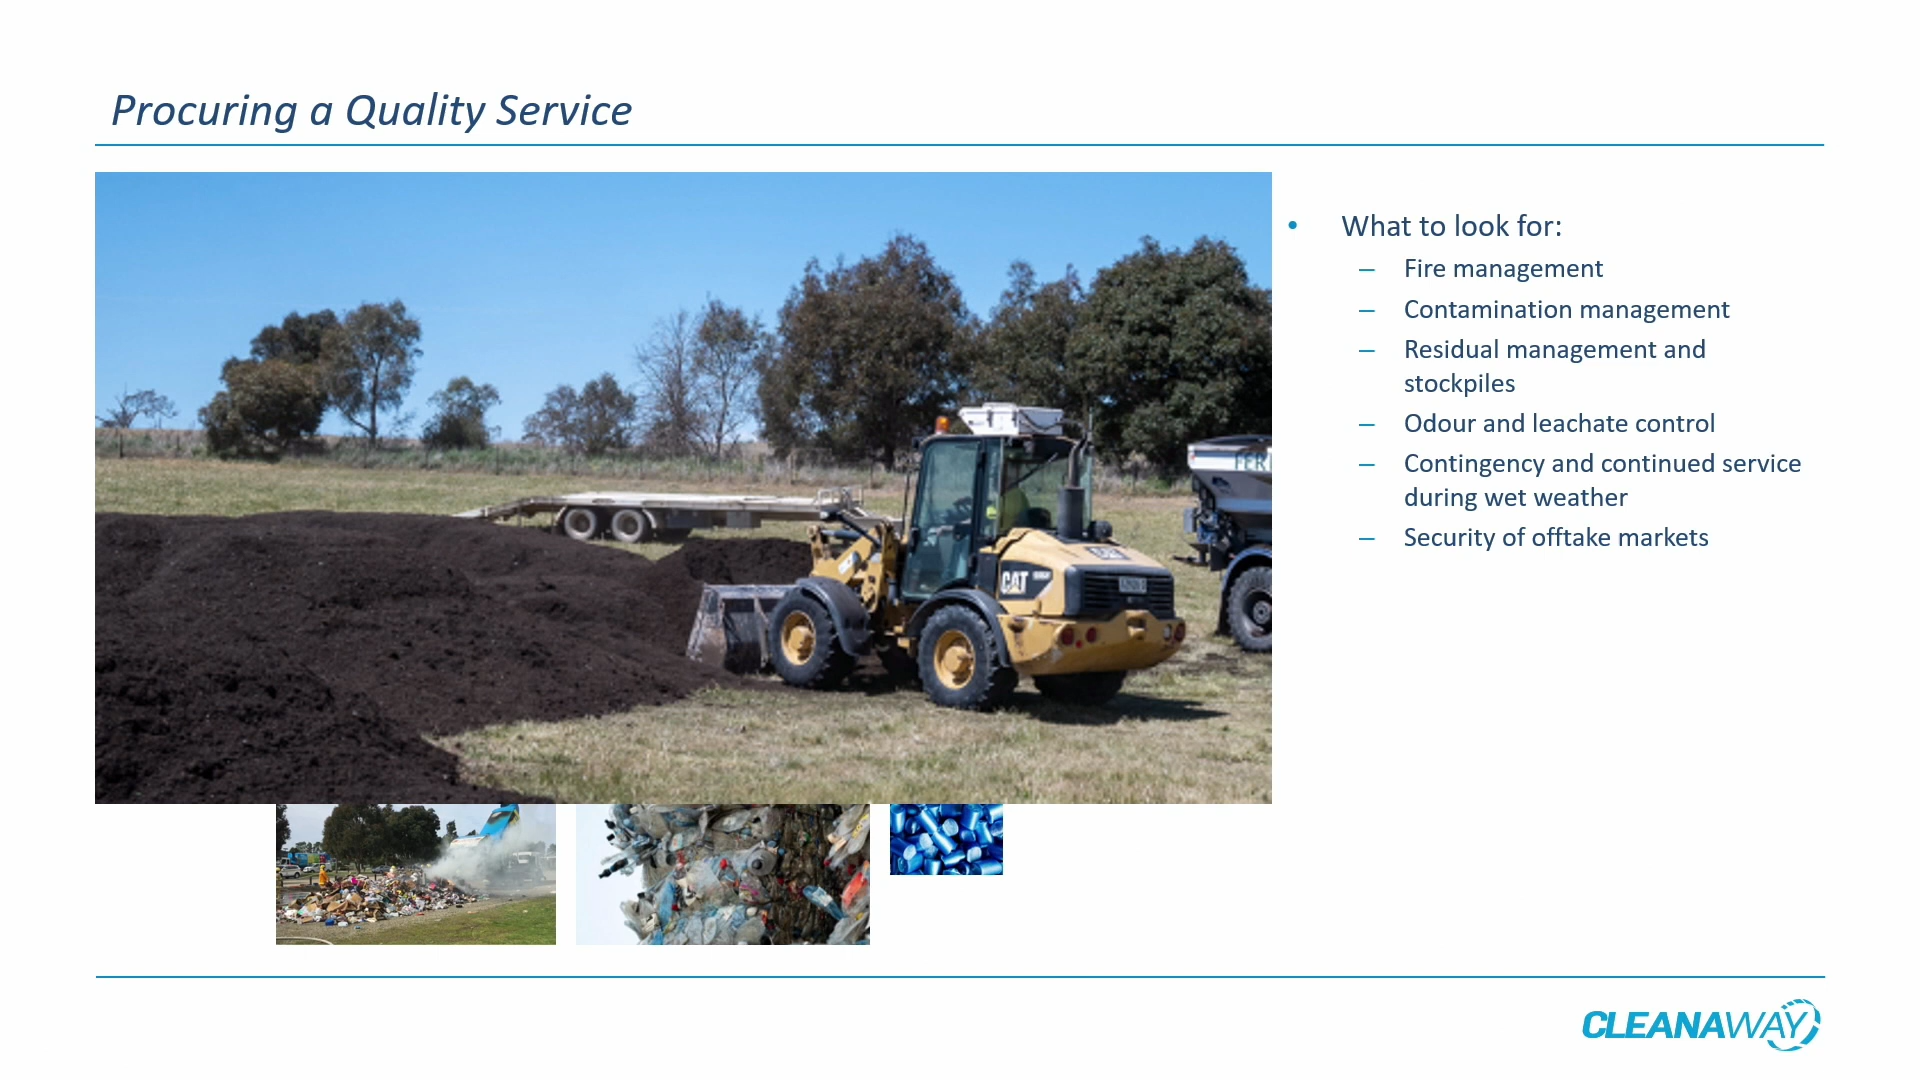 Procuring a Quality Service
• What to look for:
– Fire management
– Contamination management
– Residual management and
stockpiles
– Odour and leachate control
– Contingency and continued service
during wet weather
– Security of offtake markets
CAT
CLEANAWAY